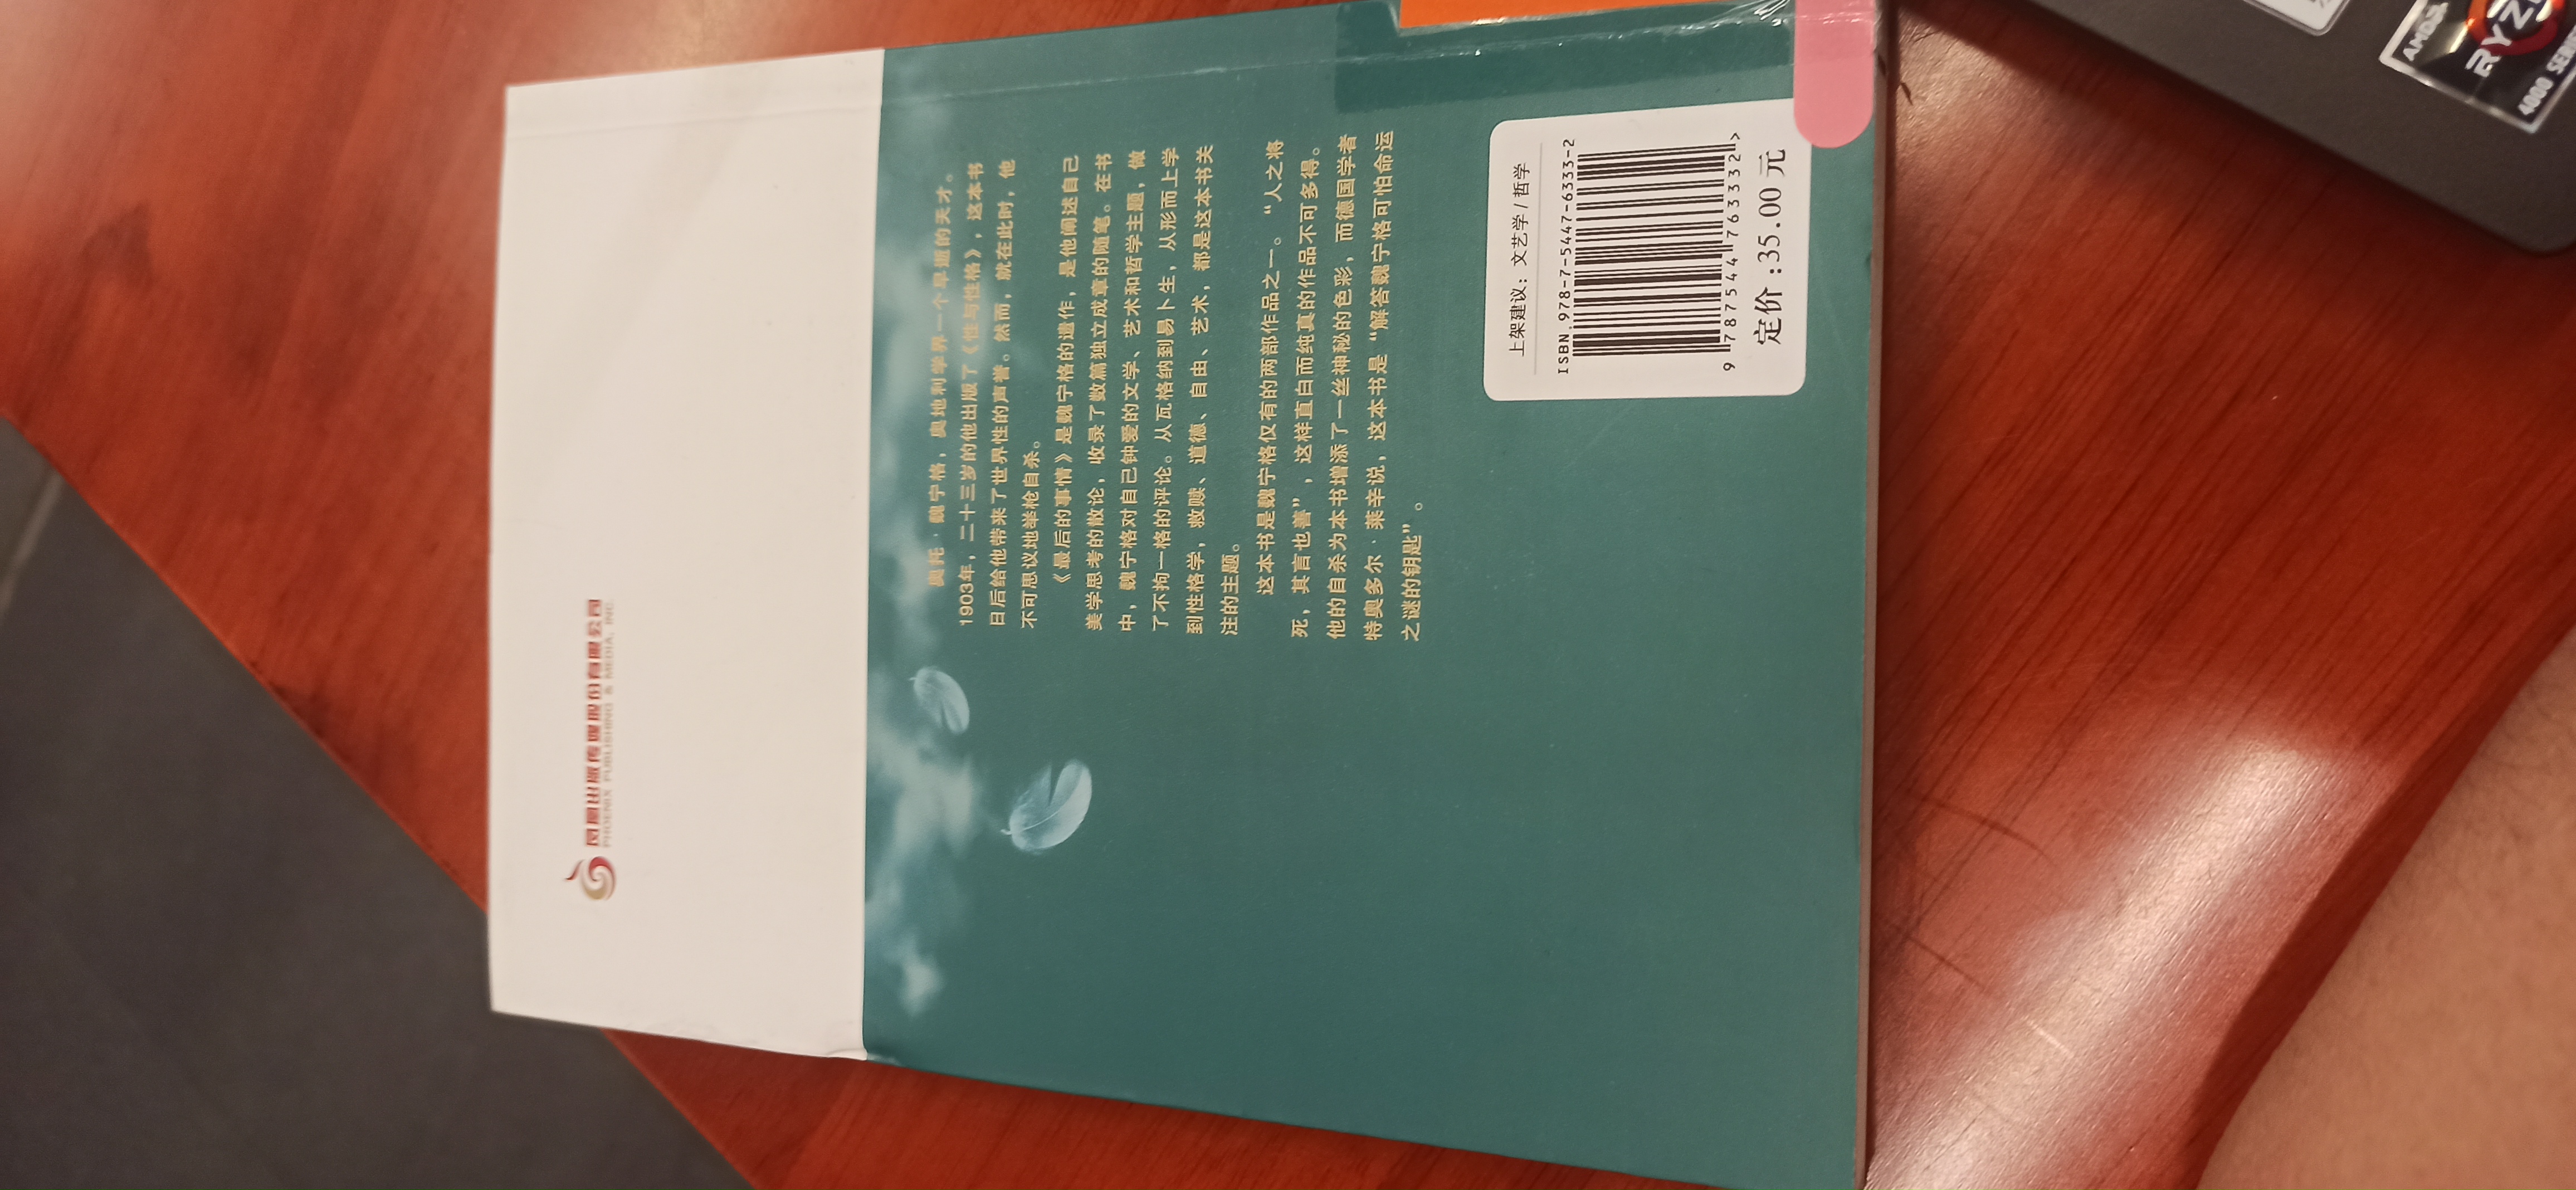 凤凰出版传媒股份有限公司
PHOENIX PUBLISHING & MEDIA, INC.
奥托·魏宁格，奥地利学界一个早逝的天才。
1903年，二十三岁的他出版了《性与性格》，这本书
日后给他带来了世界性的声誉。然而，就在此时，他
不可思议地举枪自杀。
《最后的事情》是魏宁格的遗作，是他阐述自己
美学思考的散论，收录了数篇独立成章的随笔。在书
中，魏宁格对自己钟爱的文学、艺术和哲学主题，做
了不拘一格的评论。从瓦格纳到易卜生，从形而上学
到性格学，救赎、道德、自由、艺术，都是这本书关
注的主题。
这本书是魏宁格仅有的两部作品之一。“人之将
死，其言也善”，这样直白而纯真的作品不可多得。
他的自杀为本书增添了一丝神秘的色彩，而德国学者
特奥多尔·莱辛说，这本书是“解答魏宁格可怕命运
之谜的钥匙”。
上架建议：文艺学/哲学
ISBN 978-7-5447-6333-2
9 787544 763332 >
定价:35.00元
AMD
RYZ
4000 SER